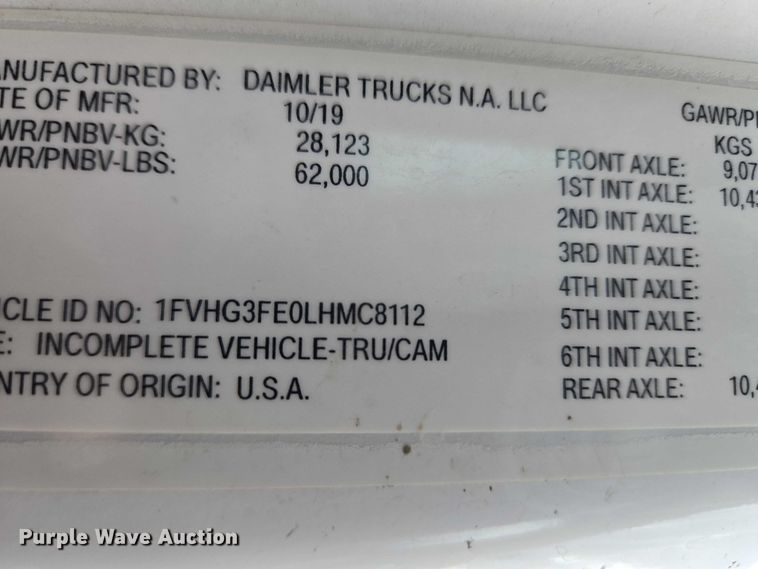 ANUFACTURED BY: DAIMLER TRUCKS N.A. LLC
TE OF MFR: 10/19
WR/PNBV-KG: 28,123
WR/PNBV-LBS: 62,000
GAWR/P
KGS
FRONT AXLE: 9,07
1ST INT AXLE: 10,43
2ND INT AXLE:
3RD INT AXLE:
4TH INT AXLE:
5TH INT AXLE:
6TH INT AXLE:
REAR AXLE: 10,4
ICLE ID NO: 1FVHG3FE0LHMC8112
E: INCOMPLETE VEHICLE-TRU/CAM
NTRY OF ORIGIN: U.S.A.
Purple Wave Auction